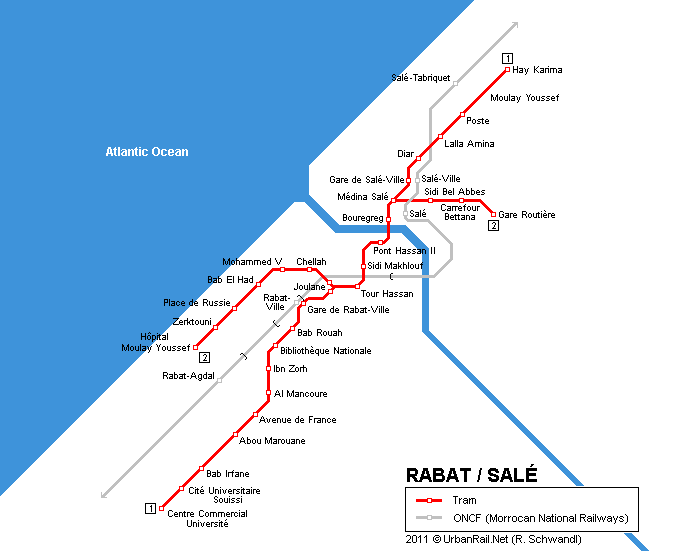 1
Hay Karima
Salé-Tabriquet
Moulay Youssef
Poste
Lalla Amina
Atlantic Ocean
Diar
Gare de Salé-Ville
Salé-Ville
Médina Salé
Sidi Bel Abbes
Carrefour
Bettana
Salé
Gare Routière
2
Bouregreg
Pont Hassan II
Mohammed V
Chellah
Sidi Makhlouf
Bab El Had
Joulane
Tour Hassan
Place de Russie
Rabat-
Ville
Gare de Rabat-Ville
Zerktouni
Bab Rouah
Hôpital
Moulay Youssef
2
Bibliothèque Nationale
Ibn Zorh
Rabat-Agdal
Al Mancoure
Avenue de France
Abou Marouane
Bab Irfane
Cité Universitaire
Souissi
1
Centre Commercial
Université
RABAT / SALÉ
Tram
ONCF (Morrocan National Railways)
2011 © UrbanRail.Net (R. Schwandl)